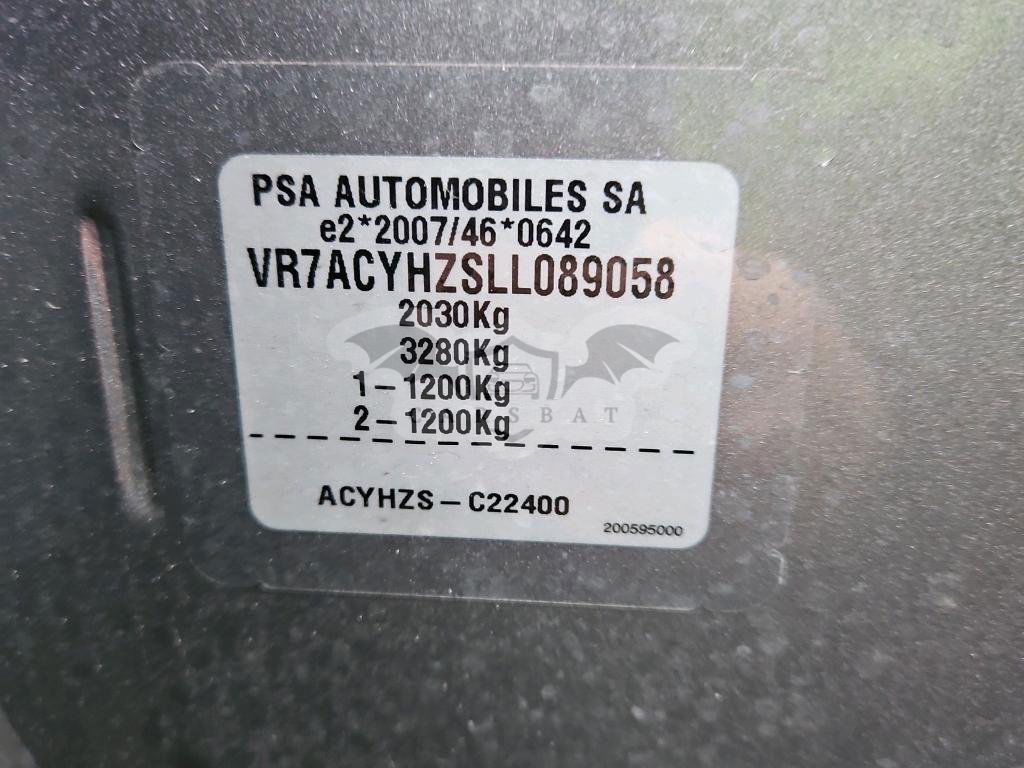 PSA AUTOMOBILES SA
e2*2007/46*0642
VR7ACYHZSLL089058
2030Kg
3280Kg
1-1200Kg
2-1200Kg
ACYHZS-C22400
200595000